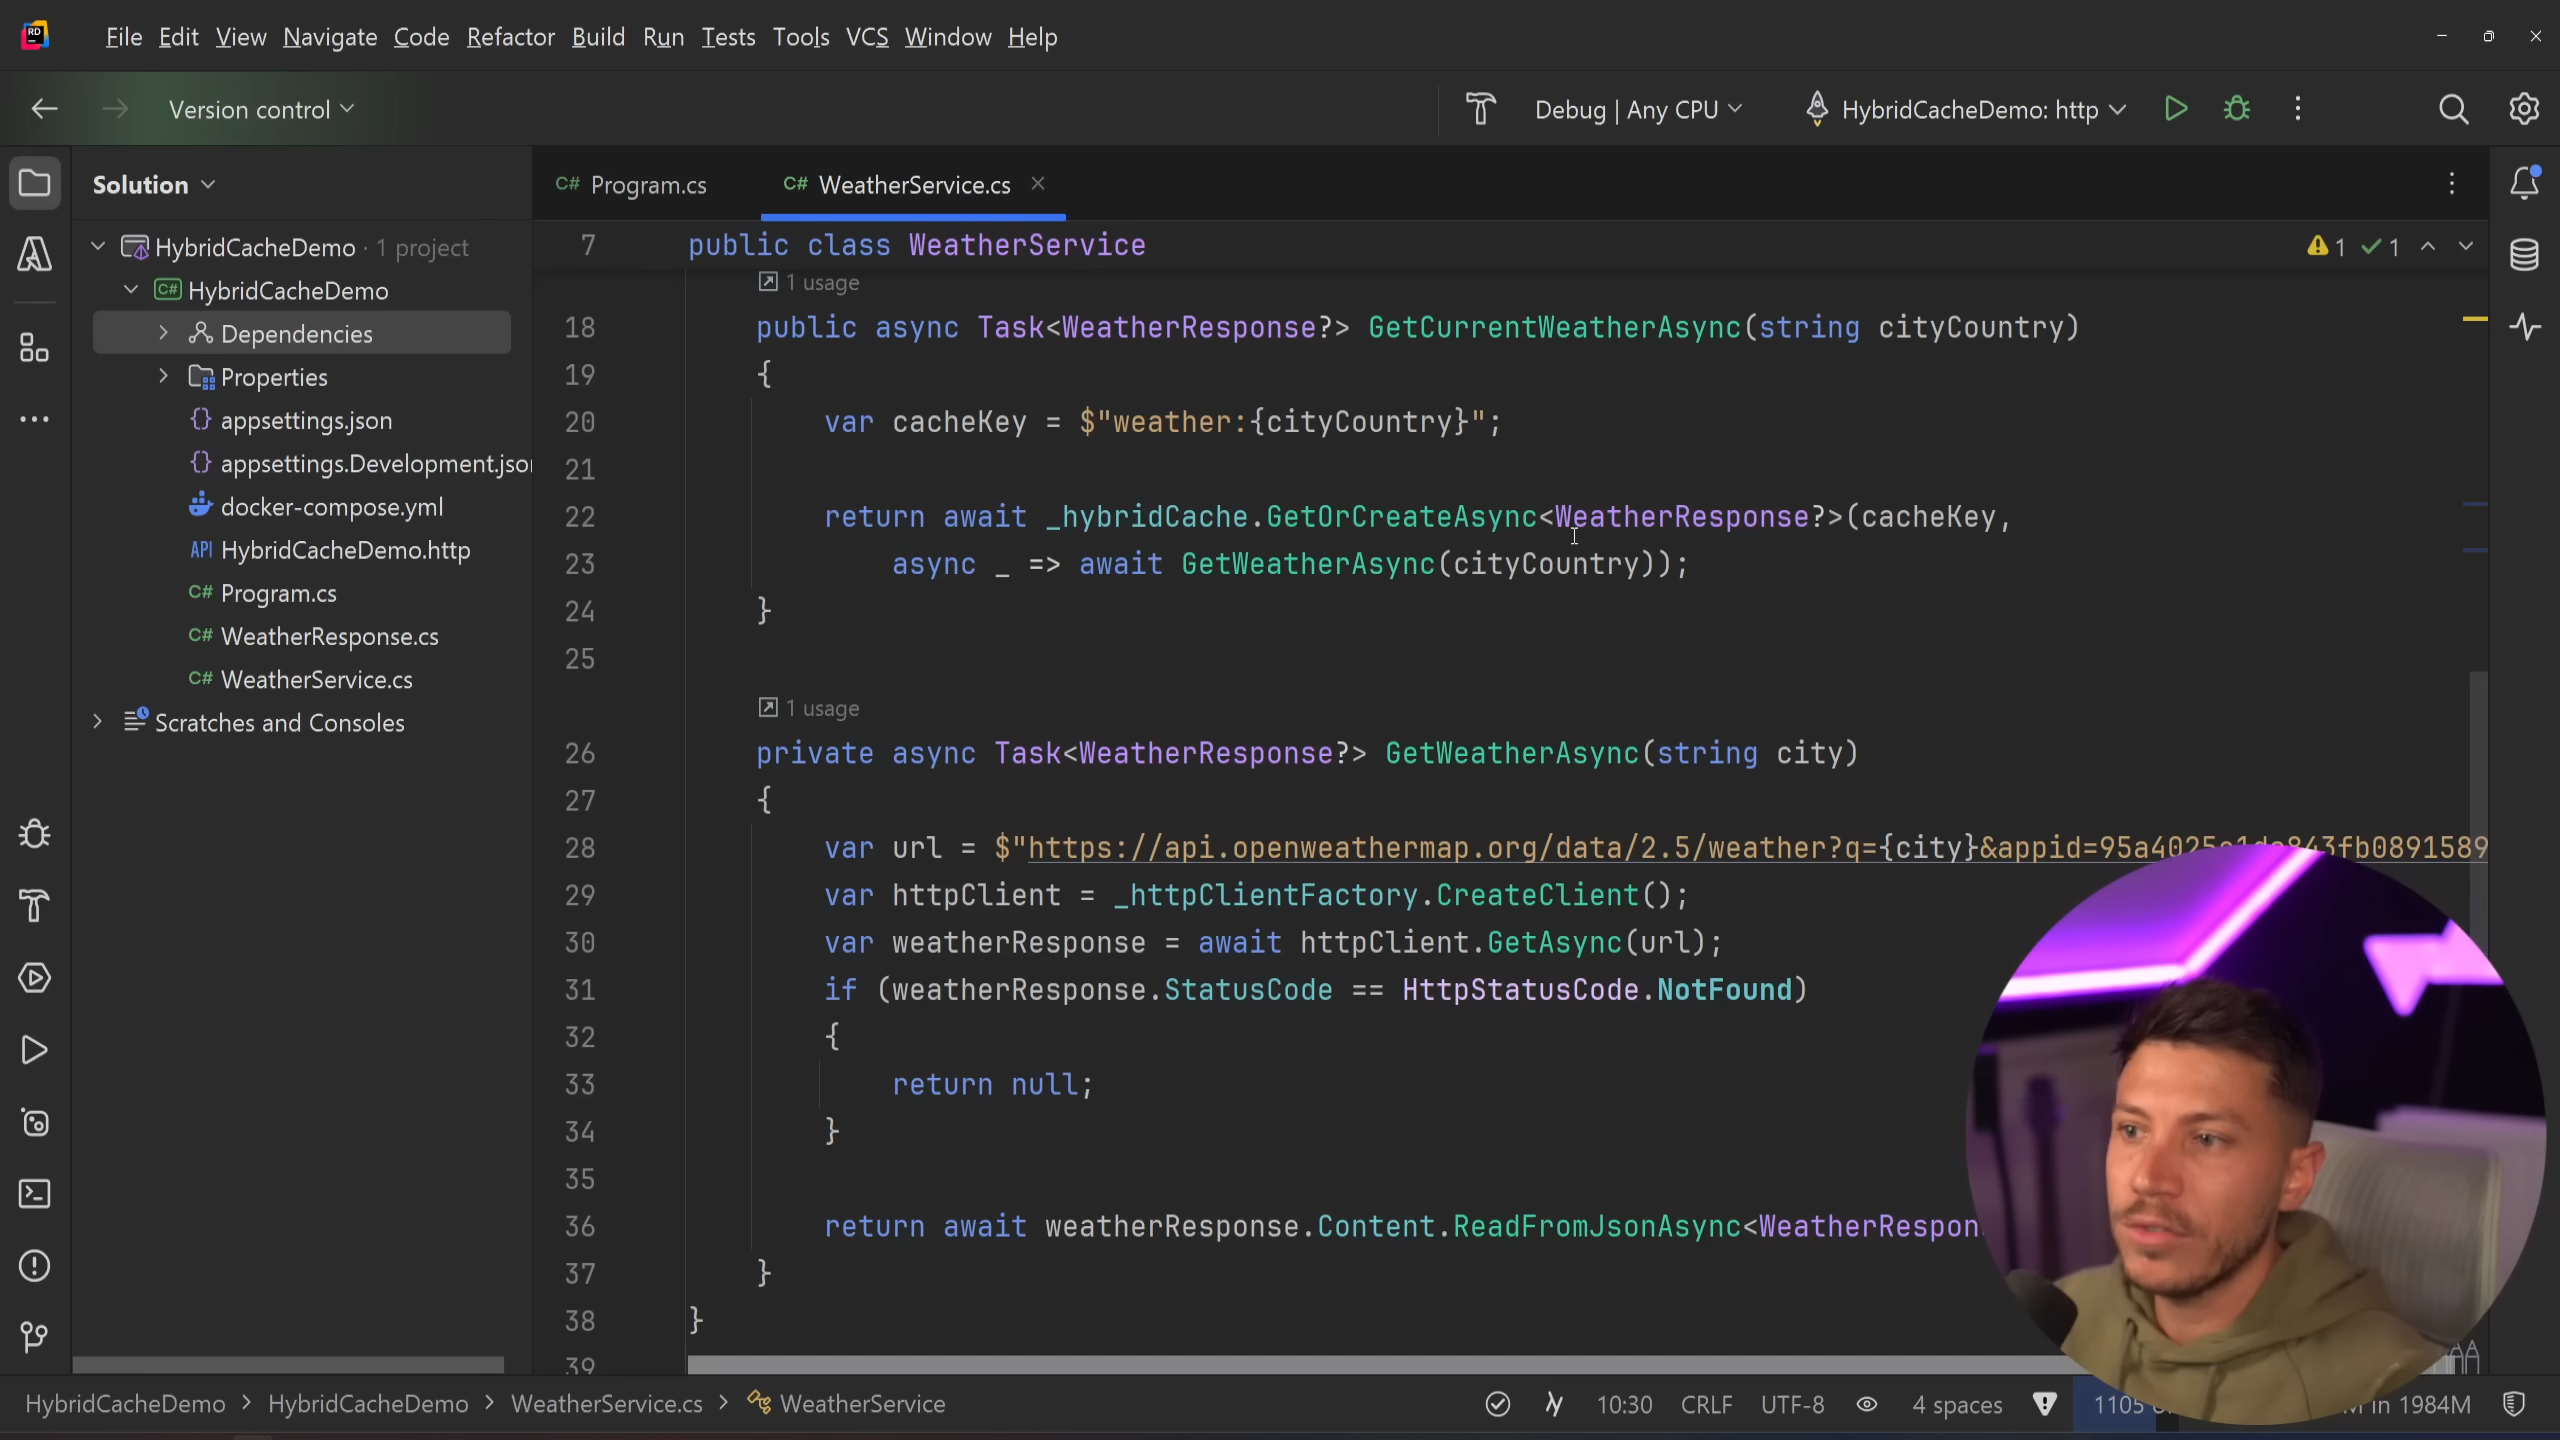 RD
File Edit View Navigate Code Refactor Build Run Tests Tools VCS Window Help
Version control
Debug | Any CPU
HybridCacheDemo: http
Solution
C# Program.cs
C# WeatherService.cs
HybridCacheDemo · 1 project
C# HybridCacheDemo
Dependencies
Properties
{} appsettings.json
{} appsettings.Development.json
docker-compose.yml
API HybridCacheDemo.http
C# Program.cs
C# WeatherResponse.cs
C# WeatherService.cs
Scratches and Consoles
7 public class WeatherService
1 1
1 usage
18 public async Task<WeatherResponse?> GetCurrentWeatherAsync(string cityCountry)
19 {
20 var cacheKey = $"weather:{cityCountry}";
21
22 return await _hybridCache.GetOrCreateAsync<WeatherResponse?>(cacheKey,
23 async _ => await GetWeatherAsync(cityCountry));
24 }
25
1 usage
26 private async Task<WeatherResponse?> GetWeatherAsync(string city)
27 {
28 var url = $"https://api.openweathermap.org/data/2.5/weather?q={city}&appid=
29 var httpClient = _httpClientFactory.CreateClient();
30 var weatherResponse = await httpClient.GetAsync(url);
31 if (weatherResponse.StatusCode == HttpStatusCode.NotFound)
32 {
33 return null;
34 }
35
36 return await weatherResponse.Content.ReadFromJsonAsync<WeatherRespon
37 }
38 }
39
HybridCacheDemo > HybridCacheDemo > WeatherService.cs > WeatherService
10:30 CRLF UTF-8 4 spaces 1105 in 1984M